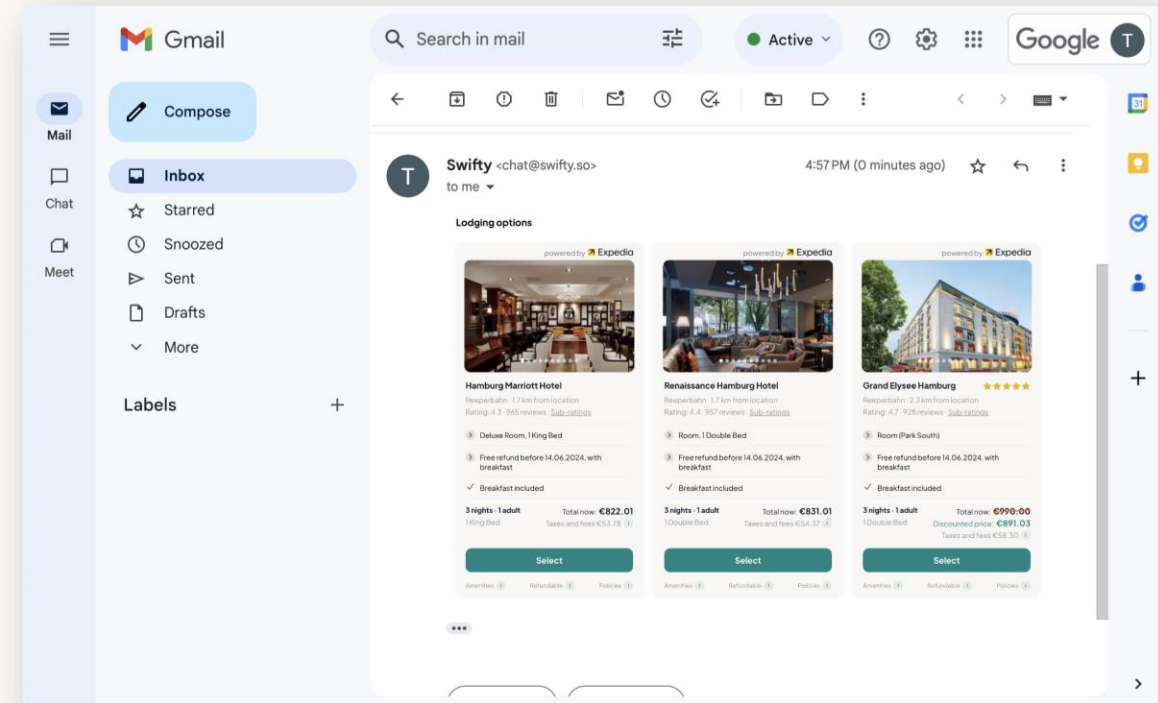 Gmail
Search in mail
Active
Google
T
Mail
Chat
Meet
Compose
Inbox
Starred
Snoozed
Sent
Drafts
More
Labels
31
T
Swifty <chat@swifty.so>
4:57 PM (0 minutes ago)
to me
Lodging options
powered by Expedia
Hamburg Marriott Hotel
Reeperbahn · 1.7 km from location
Rating: 4.3 · 965 reviews · Sub-ratings
Deluxe Room, 1 King Bed
Free refund before 14.06.2024, with
breakfast
Breakfast included
3 nights · 1 adult
Total now: €822.01
1 King Bed
Taxes and fees €53.78
Select
Amenities
Refundable
Policies
powered by Expedia
Renaissance Hamburg Hotel
Reeperbahn · 1.7 km from location
Rating: 4.4 · 957 reviews · Sub-ratings
Room, 1 Double Bed
Free refund before 14.06.2024, with
breakfast
Breakfast included
3 nights · 1 adult
Total now: €831.01
1 Double Bed
Taxes and fees €54.37
Select
Amenities
Refundable
Policies
powered by Expedia
Grand Elysee Hamburg
Reeperbahn · 2.3 km from location
Rating: 4.7 · 928 reviews · Sub-ratings
Room (Park South)
Free refund before 14.06.2024, with
breakfast
Breakfast included
3 nights · 1 adult
Total now: €990.00
1 Double Bed
Discounted price: €891.03
Taxes and fees €58.30
Select
Amenities
Refundable
Policies